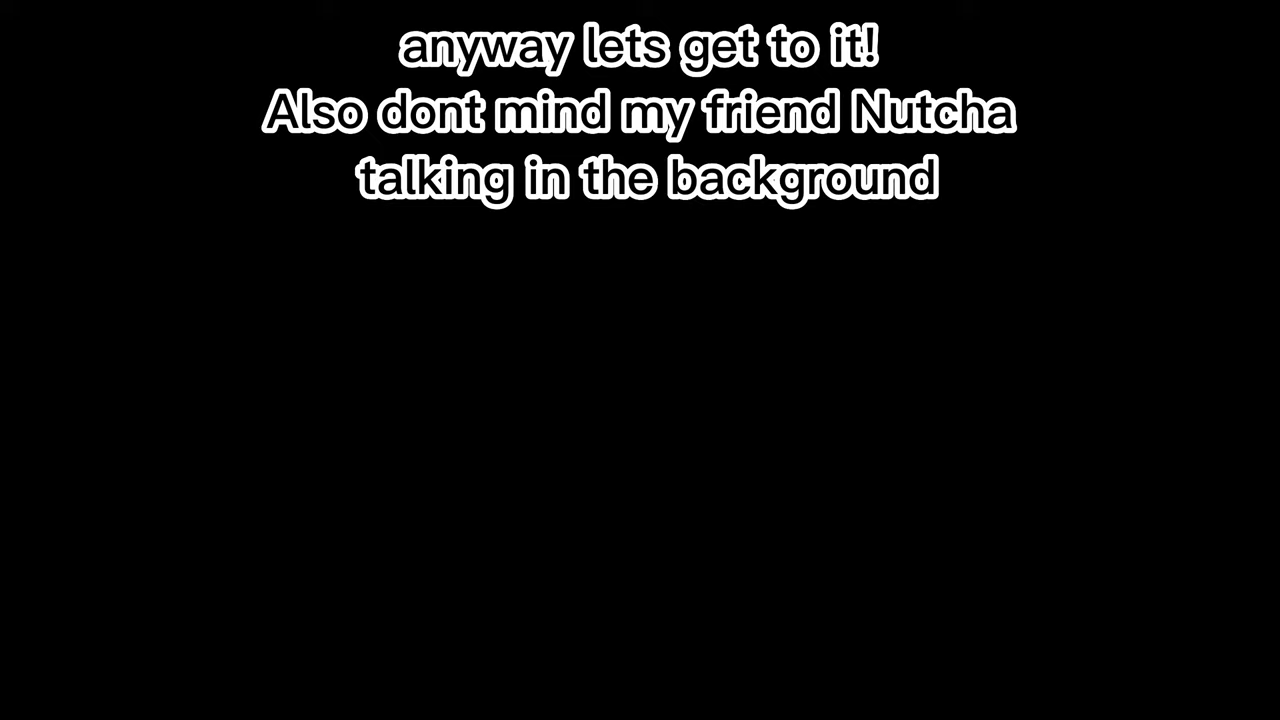 anyway lets get to it!
Also dont mind my friend Nutcha
talking in the background